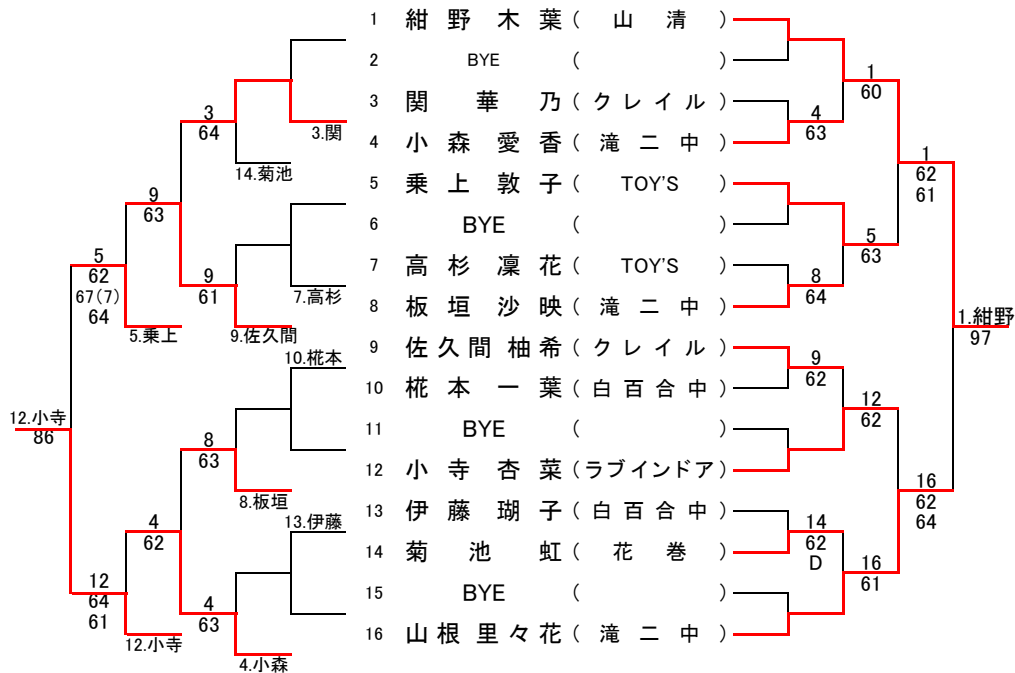 1 紺野木葉 ( 山清 )
2 BYE ( )
3 関華乃 ( クレイル )
4 小森愛香 ( 滝二中 )
5 乗上敦子 ( TOY'S )
6 BYE ( )
7 高杉凜花 ( TOY'S )
8 板垣沙映 ( 滝二中 )
9 佐久間柚希 ( クレイル )
10 椛本一葉 ( 白百合中 )
11 BYE ( )
12 小寺杏菜 ( ラブインドア )
13 伊藤瑚子 ( 白百合中 )
14 菊池虹 ( 花巻 )
15 BYE ( )
16 山根里々花 ( 滝二中 )
4
63
8
64
9
62
14
62
D
1
60
5
63
12
62
16
61
1
62
61
16
62
64
1.紺野
97
3.関
14.菊池
3
64
7.高杉
9.佐久間
9
61
9
63
5.乗上
5
62
67(7)
64
10.椛本
8.板垣
8
63
13.伊藤
4.小森
4
63
4
62
12.小寺
12
64
61
12.小寺
86